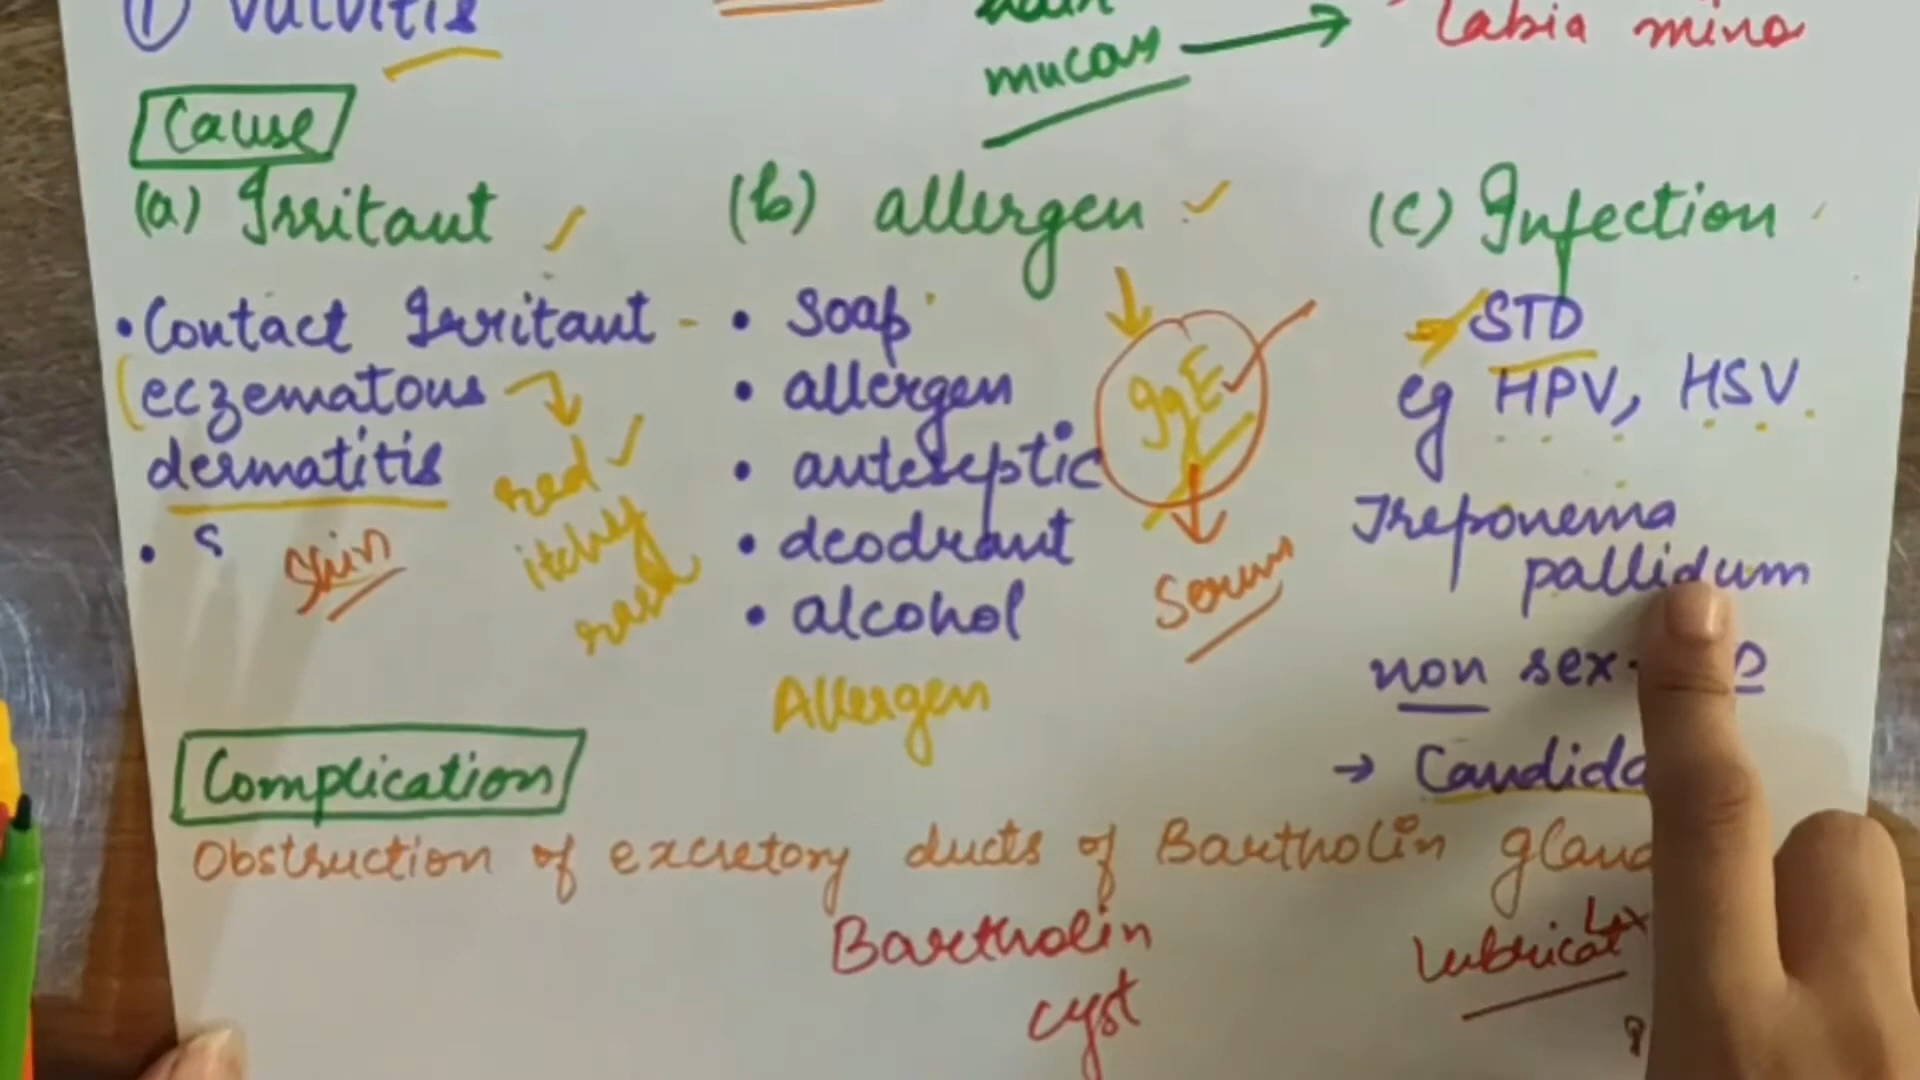 ① Vulvitis
mucosa → Labia mino
Cause
(a) Irritant
• Contact Irritant
(eczematous
dermatitis
• S
skin
red
itchy
rash
(b) allergen
• Soap
• allergen
• anteseptic
• deodrant
• alcohol
Allergen
IgE
Serum
(c) Infection
→ STD
eg HPV, HSV
Treponema
pallidum
non sex
→ Candida
Complication
Obstruction of excretory ducts of Bartholin gland
Bartholin
cyst
Lubricat